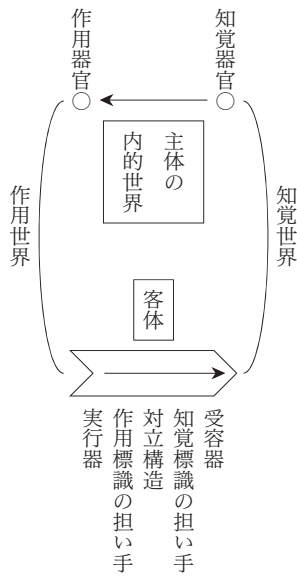 知覚器官
作用器官
主体の
内的世界
知覚世界
作用世界
客体
受容器
知覚標識の担い手
対立構造
作用標識の担い手
実行器